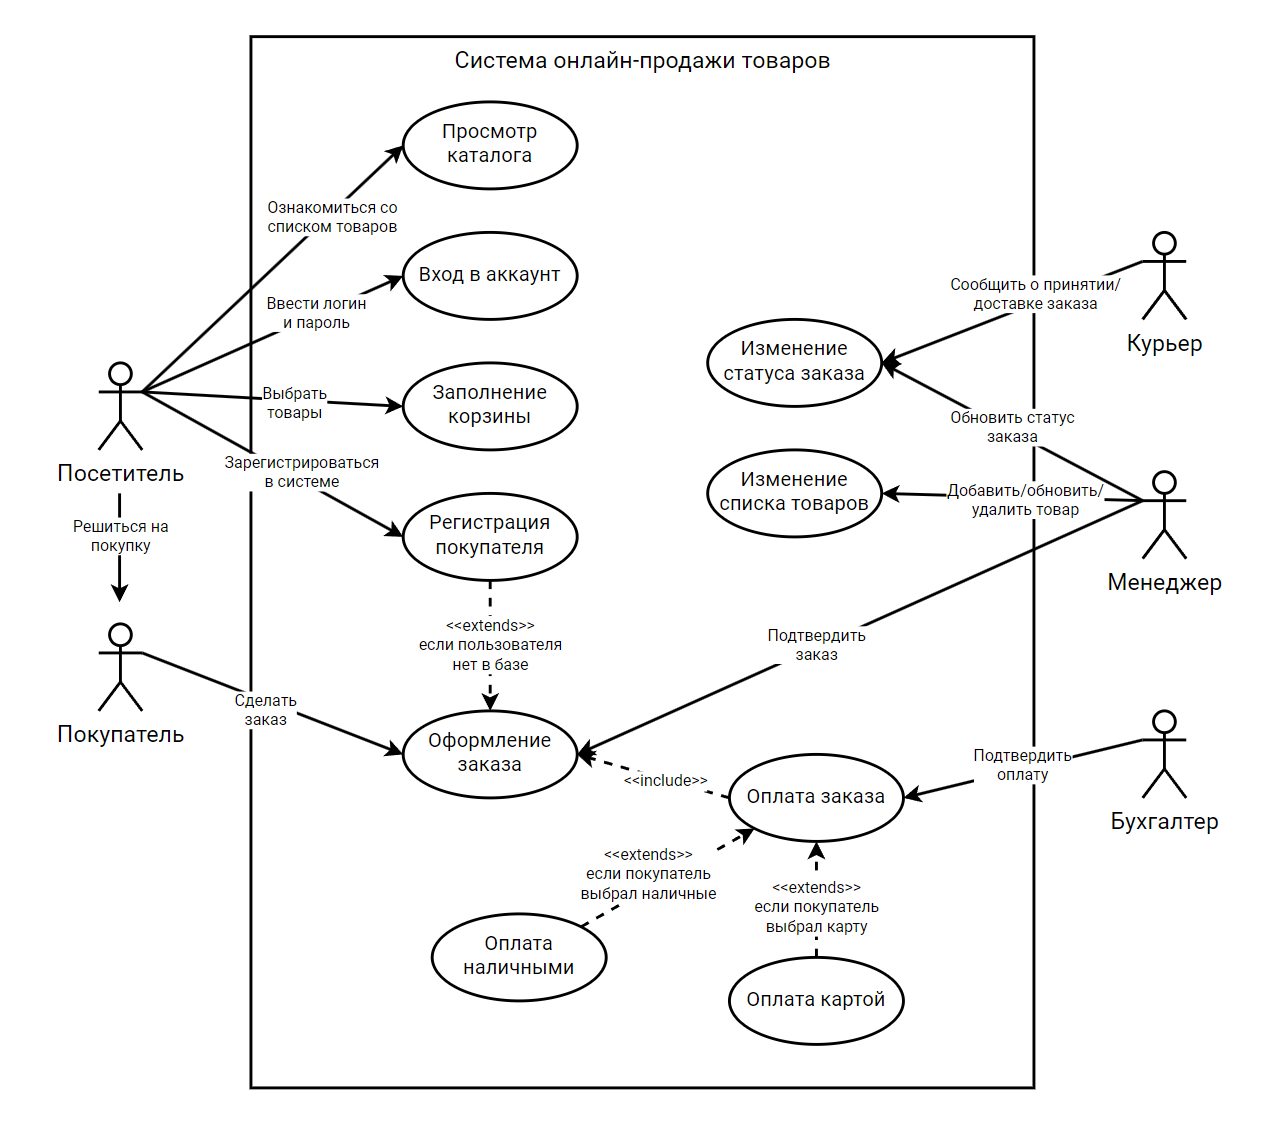 Система онлайн-продажи товаров
Просмотр
каталога
Ознакомиться со
списком товаров
Вход в аккаунт
Ввести логин
и пароль
Сообщить о принятии/
доставке заказа
Курьер
Изменение
статуса заказа
Заполнение
корзины
Выбрать
товары
Обновить статус
заказа
Посетитель
Зарегистрироваться
в системе
Изменение
списка товаров
Добавить/обновить/
удалить товар
Менеджер
Решиться на
покупку
Регистрация
покупателя
<<extends>>
если пользователя
нет в базе
Подтвердить
заказ
Покупатель
Сделать
заказ
Оформление
заказа
<<include>>
Оплата заказа
Подтвердить
оплату
Бухгалтер
<<extends>>
если покупатель
выбрал наличные
<<extends>>
если покупатель
выбрал карту
Оплата
наличными
Оплата картой